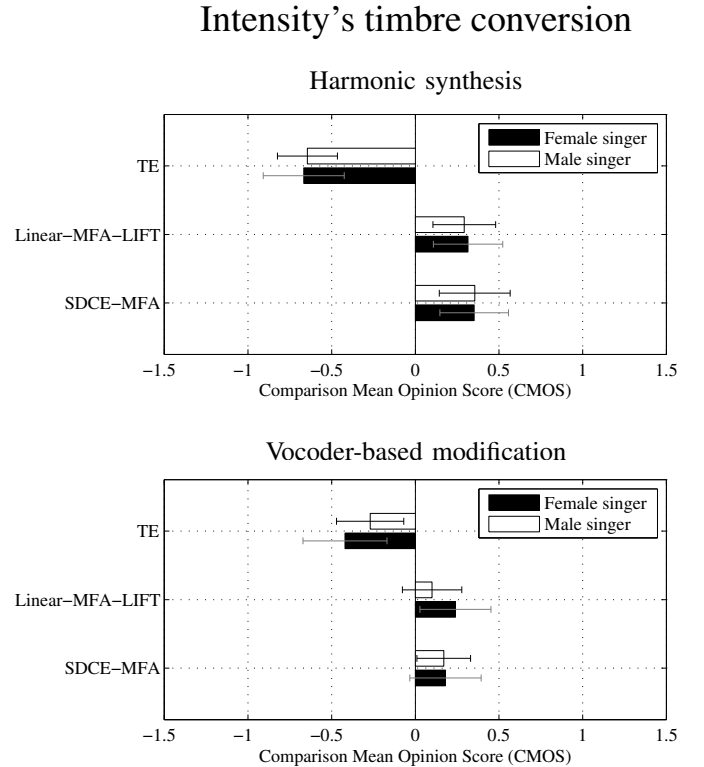 Intensity's timbre conversion
Harmonic synthesis
Female singer
Male singer
TE
Linear−MFA−LIFT
SDCE−MFA
−1.5 −1 −0.5 0 0.5 1 1.5
Comparison Mean Opinion Score (CMOS)
Vocoder-based modification
Female singer
Male singer
TE
Linear−MFA−LIFT
SDCE−MFA
−1.5 −1 −0.5 0 0.5 1 1.5
Comparison Mean Opinion Score (CMOS)